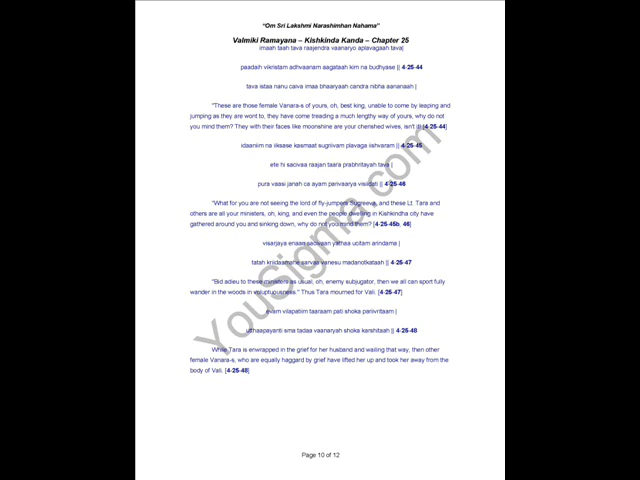 “Om Sri Lakshmi Narashimhan Nahama”
Valmiki Ramayana – Kishkinda Kanda – Chapter 25
imaah taah tava raajendra vaanaryo aplavagaah tava|
paadaih vikristam adhvaanam aagataah kim na budhyase || 4-25-44
tava istaa nanu caiva imaa bhaaryaah candra nibha aananaah |
"These are those female Vanara-s of yours, oh, best king, unable to come by leaping and
jumping as they are wont to, they have come treading a much lengthy way of yours, why do not
you mind them? They with their faces like moonshine are your cherished wives, isn't it! [4-25-44]
idaaniim na iiksase kasmaat sugriivam plavaga iishvaram || 4-25-45
ete hi sacivaa raajan taara prabhritayah tava |
pura vaasi janah ca ayam parivaarya visiidati || 4-25-46
"What for you are not seeing the lord of fly-jumpers Sugreeva, and these Lt. Tara and
others are all your ministers, oh, king, and even the people dwelling in Kishkindha city have
gathered around you and sinking down, why do not you mind them? [4-25-45b, 46]
visarjaya enaan sacivaan yathaa ucitam arindama |
tatah kriidaamahe sarvaa vanesu madanotkataah || 4-25-47
"Bid adieu to these ministers as usual, oh, enemy subjugator, then we all can sport fully
wander in the woods in voluptuousness." Thus Tara mourned for Vali. [4-25-47]
evam vilapatiim taaraam pati shoka pariivritaam |
utthaapayanti sma tadaa vaanaryah shoka karshitaah || 4-25-48
While Tara is enwrapped in the grief for her husband and wailing that way, then other
female Vanara-s, who are equally haggard by grief have lifted her up and took her away from the
body of Vali. [4-25-48]
YouSigma.com
Page 10 of 12